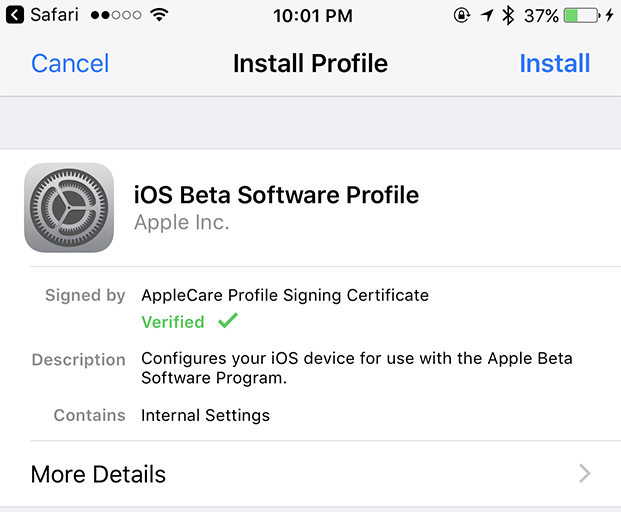 Safari 10:01 PM 37%
Cancel Install Profile Install
iOS Beta Software Profile
Apple Inc.
Signed by AppleCare Profile Signing Certificate
Verified
Description Configures your iOS device for use with the Apple Beta
Software Program.
Contains Internal Settings
More Details